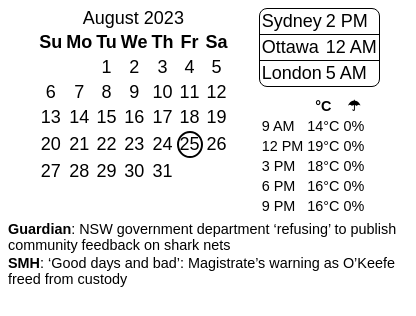 August 2023
Su Mo Tu We Th Fr Sa
1 2 3 4 5
6 7 8 9 10 11 12
13 14 15 16 17 18 19
20 21 22 23 24 25 26
27 28 29 30 31
Sydney 2 PM
Ottawa 12 AM
London 5 AM
°C ☂
9 AM 14°C 0%
12 PM 19°C 0%
3 PM 18°C 0%
6 PM 16°C 0%
9 PM 16°C 0%
Guardian: NSW government department ‘refusing’ to publish
community feedback on shark nets
SMH: ‘Good days and bad’: Magistrate’s warning as O’Keefe
freed from custody